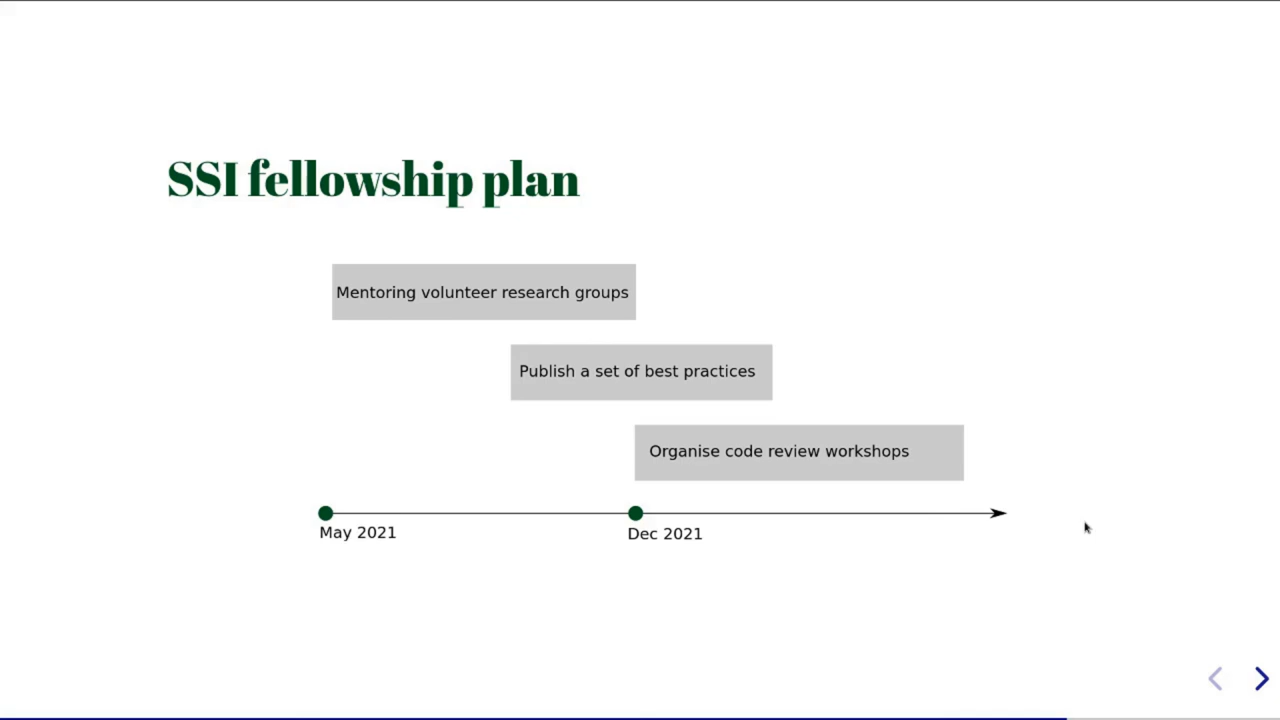 SSI fellowship plan
Mentoring volunteer research groups
Publish a set of best practices
Organise code review workshops
May 2021
Dec 2021